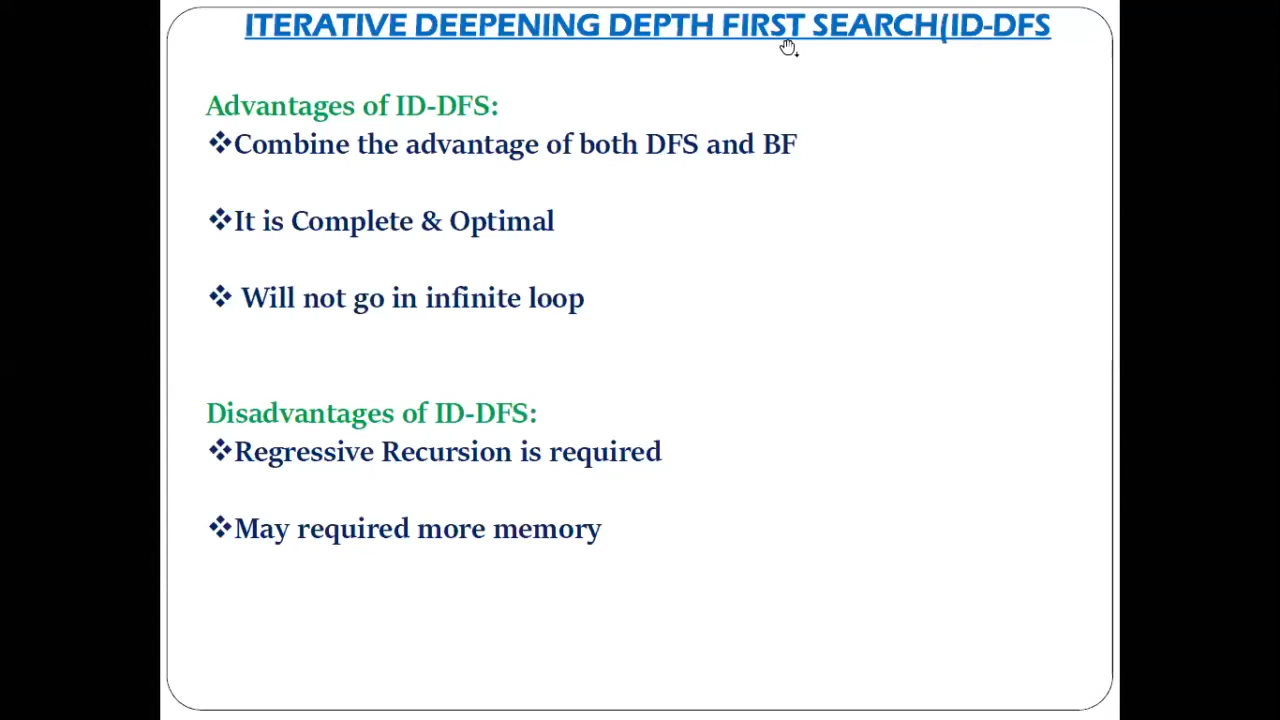 ITERATIVE DEEPENING DEPTH FIRST SEARCH(ID-DFS
Advantages of ID-DFS:
❖Combine the advantage of both DFS and BF
❖It is Complete & Optimal
❖ Will not go in infinite loop
Disadvantages of ID-DFS:
❖Regressive Recursion is required
❖May required more memory